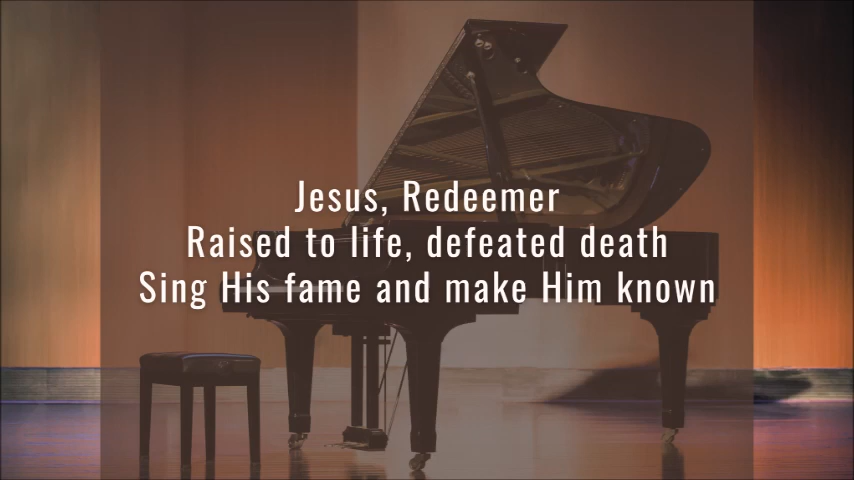 Jesus, Redeemer
Raised to life, defeated death
Sing His fame and make Him known